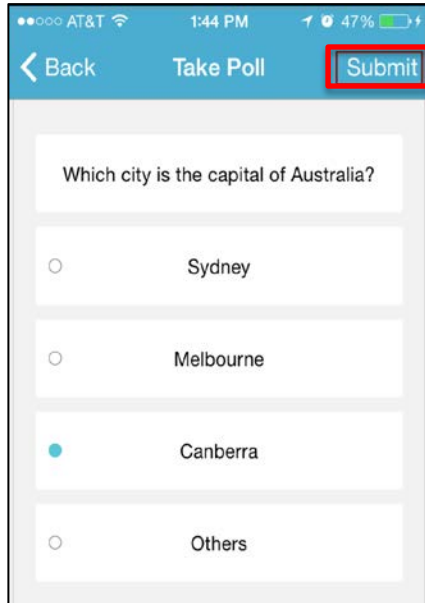 AT&T 1:44 PM 47%
Back Take Poll Submit
Which city is the capital of Australia?
Sydney
Melbourne
Canberra
Others